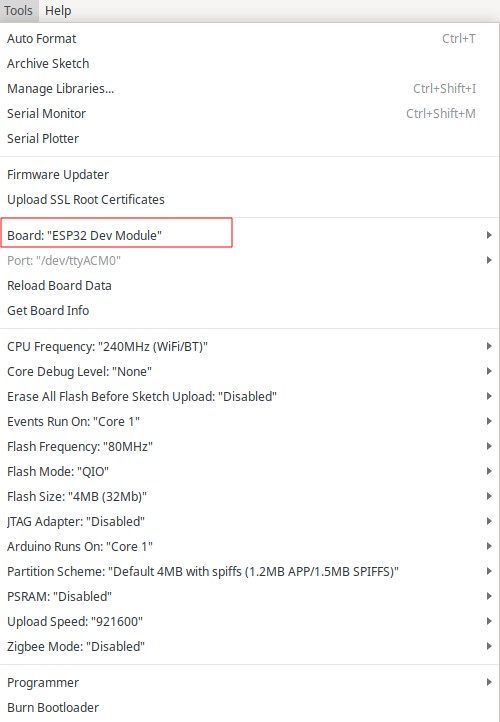 Tools Help
Auto Format Ctrl+T
Archive Sketch
Manage Libraries... Ctrl+Shift+I
Serial Monitor Ctrl+Shift+M
Serial Plotter
Firmware Updater
Upload SSL Root Certificates
Board: "ESP32 Dev Module"
Port: "/dev/ttyACM0"
Reload Board Data
Get Board Info
CPU Frequency: "240MHz (WiFi/BT)"
Core Debug Level: "None"
Erase All Flash Before Sketch Upload: "Disabled"
Events Run On: "Core 1"
Flash Frequency: "80MHz"
Flash Mode: "QIO"
Flash Size: "4MB (32Mb)"
JTAG Adapter: "Disabled"
Arduino Runs On: "Core 1"
Partition Scheme: "Default 4MB with spiffs (1.2MB APP/1.5MB SPIFFS)"
PSRAM: "Disabled"
Upload Speed: "921600"
Zigbee Mode: "Disabled"
Programmer
Burn Bootloader